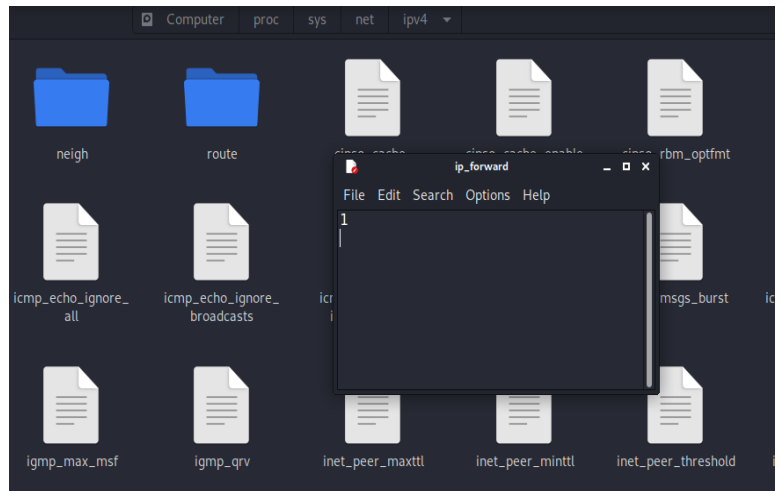 Computer proc sys net ipv4
neigh
route
rbm_optfmt
ip_forward
File Edit Search Options Help
1
icmp_echo_ignore_
all
icmp_echo_ignore_
broadcasts
msgs_burst
igmp_max_msf
igmp_qrv
inet_peer_maxttl
inet_peer_minttl
inet_peer_threshold